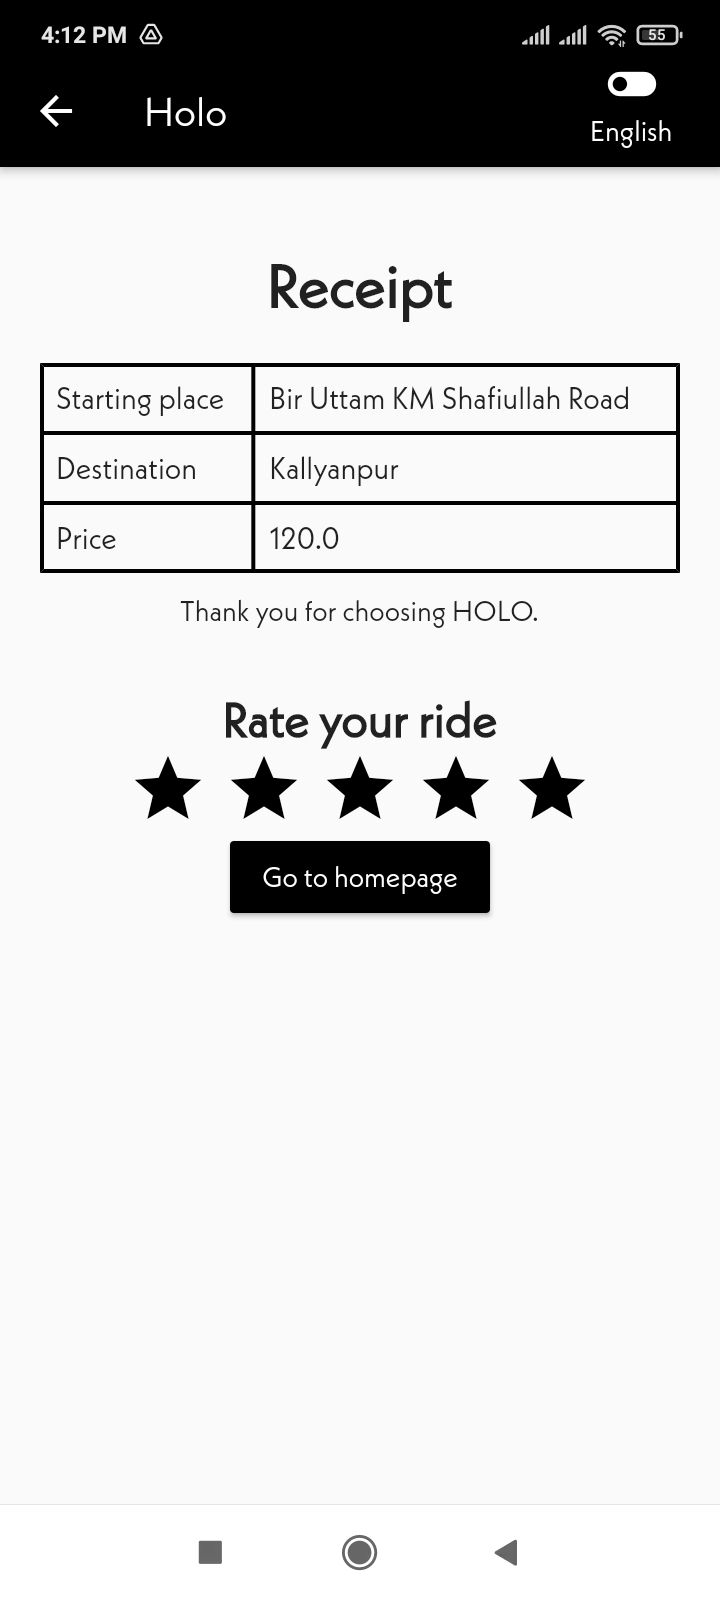 4:12 PM 55
Holo
English
Receipt
Starting place Bir Uttam KM Shafiullah Road
Destination Kallyanpur
Price 120.0
Thank you for choosing HOLO.
Rate your ride
Go to homepage